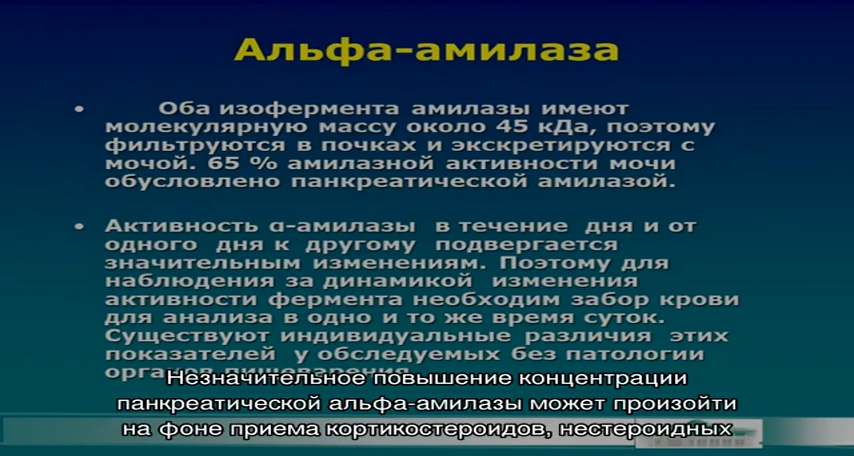 Альфа-амилаза
• Оба изофермента амилазы имеют
молекулярную массу около 45 кДа, поэтому
фильтруются в почках и экскретируются с
мочой. 65 % амилазной активности мочи
обусловлено панкреатической амилазой.
• Активность α-амилазы в течение дня и от
одного дня к другому подвергается
значительным изменениям. Поэтому для
наблюдения за динамикой изменения
активности фермента необходим забор крови
для анализа в одно и то же время суток.
Существуют индивидуальные различия этих
показателей у обследуемых без патологии
органов пищеварения.
Незначительное повышение концентрации
панкреатической альфа-амилазы может произойти
на фоне приема кортикостероидов, нестероидных